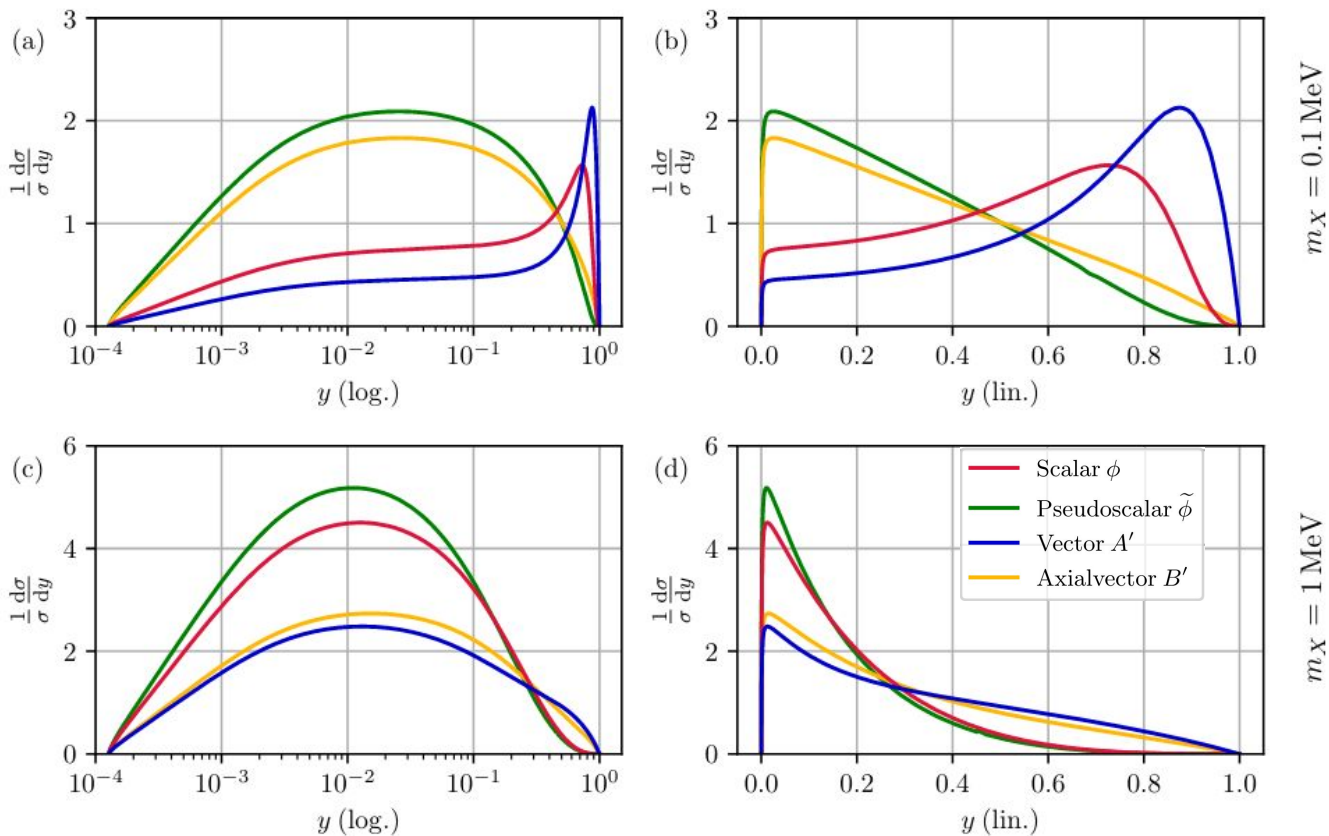 (a)
3
2
1
0
10⁻⁴ 10⁻³ 10⁻² 10⁻¹ 10⁰
y (log.)
1/σ dσ/dy
(b)
3
2
1
0
0.0 0.2 0.4 0.6 0.8 1.0
y (lin.)
1/σ dσ/dy
m_X = 0.1 MeV
(c)
6
4
2
0
10⁻⁴ 10⁻³ 10⁻² 10⁻¹ 10⁰
y (log.)
1/σ dσ/dy
(d)
6
4
2
0
0.0 0.2 0.4 0.6 0.8 1.0
y (lin.)
1/σ dσ/dy
Scalar ϕ
Pseudoscalar ϕ̃
Vector A′
Axialvector B′
m_X = 1 MeV